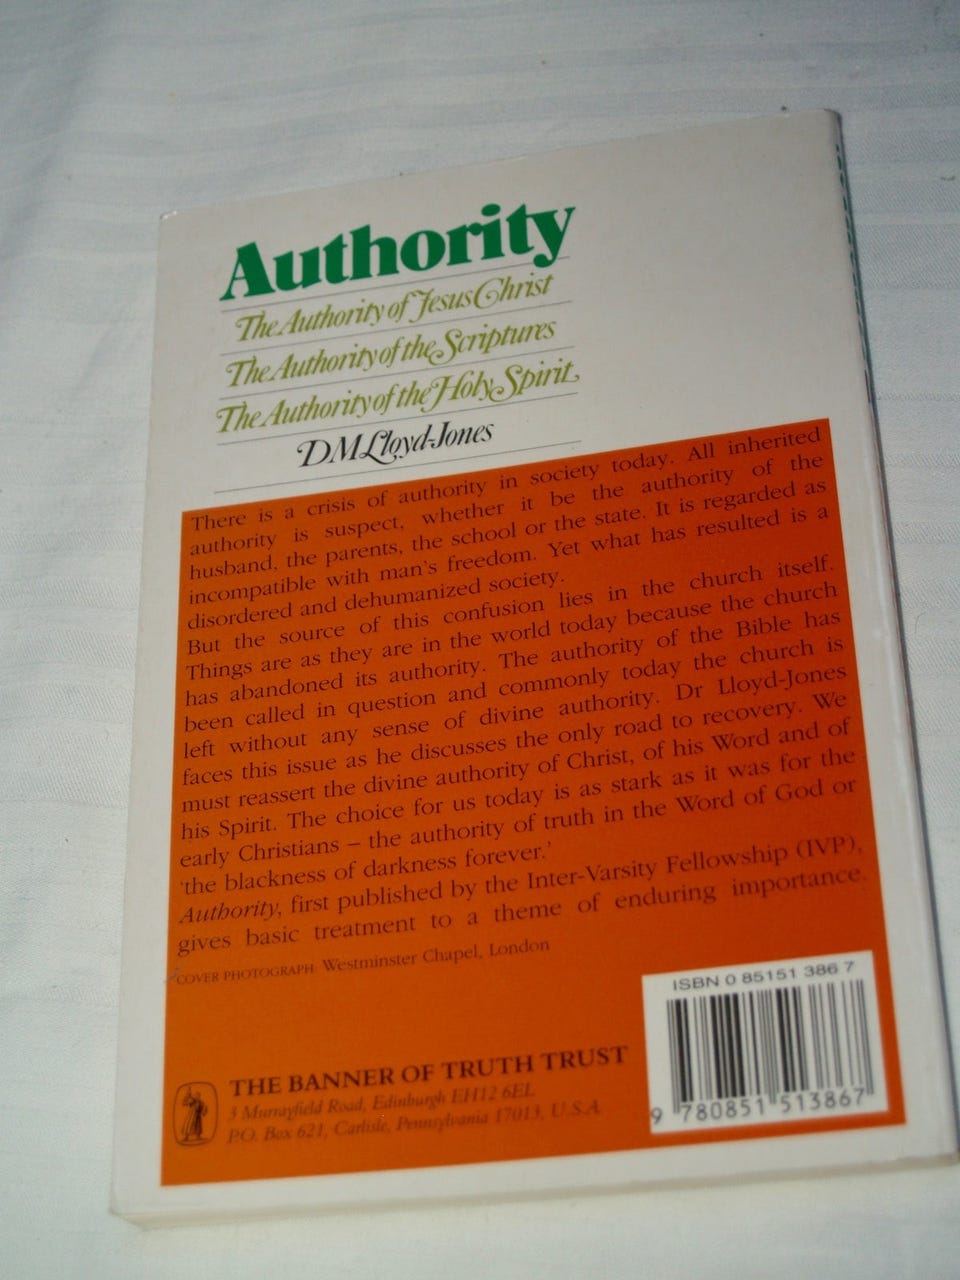 Authority
The Authority of Jesus Christ
The Authority of the Scriptures
The Authority of the Holy Spirit
D M Lloyd-Jones
There is a crisis of authority in society today. All inherited
authority is suspect, whether it be the authority of the
husband, the parents, the school or the state. It is regarded as
incompatible with man's freedom. Yet what has resulted is a
disordered and dehumanized society.
But the source of this confusion lies in the church itself.
Things are as they are in the world today because the church
has abandoned its authority. The authority of the Bible has
been called in question and commonly today the church is
left without any sense of divine authority. Dr Lloyd-Jones
faces this issue as he discusses the only road to recovery. We
must reassert the divine authority of Christ, of his Word and of
his Spirit. The choice for us today is as stark as it was for the
early Christians – the authority of truth in the Word of God or
'the blackness of darkness forever.'
Authority, first published by the Inter-Varsity Fellowship (IVP),
gives basic treatment to a theme of enduring importance.
COVER PHOTOGRAPH: Westminster Chapel, London
ISBN 0 85151 386 7
9 780851 513867
THE BANNER OF TRUTH TRUST
3 Murrayfield Road, Edinburgh EH12 6EL
P.O. Box 621, Carlisle, Pennsylvania 17013, U.S.A.